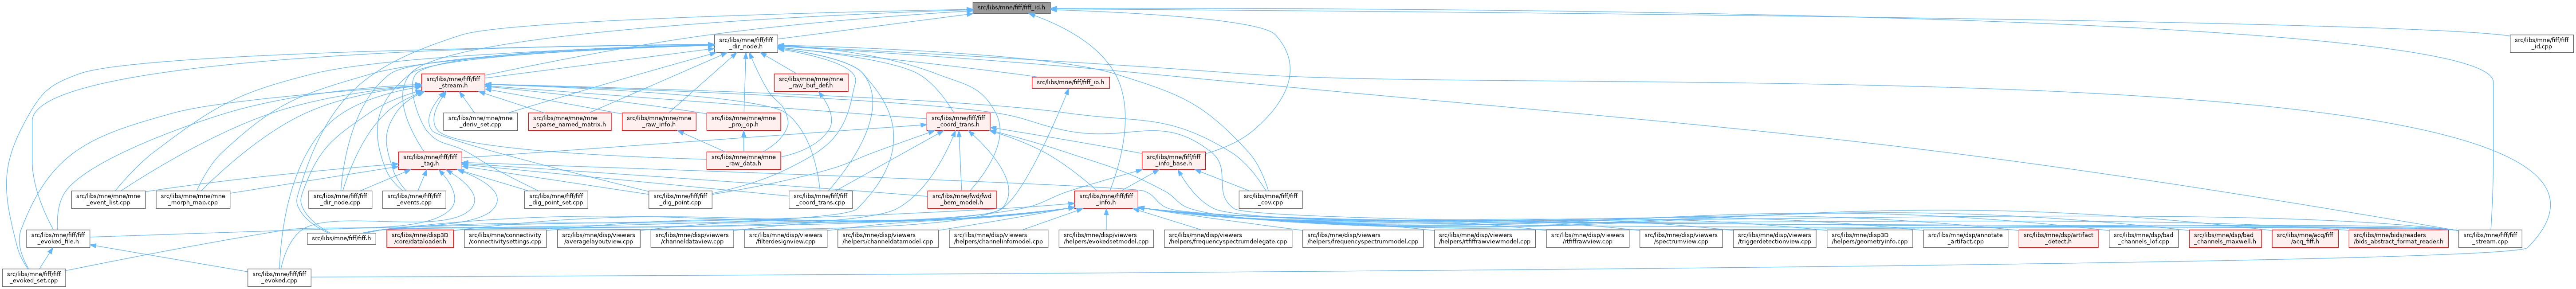 src/libs/mne/fiff/fiff_id.h
src/libs/mne/fiff/fiff
_dir_node.h
src/libs/mne/fiff/fiff
_id.cpp
src/libs/mne/fiff/fiff
_stream.h
src/libs/mne/mne/mne
_raw_buf_def.h
src/libs/mne/fiff/fiff_io.h
src/libs/mne/mne/mne
_deriv_set.cpp
src/libs/mne/mne/mne
_sparse_named_matrix.h
src/libs/mne/mne/mne
_raw_info.h
src/libs/mne/mne/mne
_proj_op.h
src/libs/mne/fiff/fiff
_coord_trans.h
src/libs/mne/fiff/fiff
_tag.h
src/libs/mne/mne/mne
_raw_data.h
src/libs/mne/fiff/fiff
_info_base.h
src/libs/mne/mne/mne
_event_list.cpp
src/libs/mne/mne/mne
_morph_map.cpp
src/libs/mne/fiff/fiff
_dir_node.cpp
src/libs/mne/fiff/fiff
_events.cpp
src/libs/mne/fiff/fiff
_dig_point_set.cpp
src/libs/mne/fiff/fiff
_dig_point.cpp
src/libs/mne/fiff/fiff
_coord_trans.cpp
src/libs/mne/fwd/fwd
_bem_model.h
src/libs/mne/fiff/fiff
_info.h
src/libs/mne/fiff/fiff
_cov.cpp
src/libs/mne/fiff/fiff
_evoked_file.h
src/libs/mne/fiff/fiff.h
src/libs/mne/disp3D
/core/dataloader.h
src/libs/mne/connectivity
/connectivitysettings.cpp
src/libs/mne/disp/viewers
/averagelayoutview.cpp
src/libs/mne/disp/viewers
/channeldataview.cpp
src/libs/mne/disp/viewers
/filterdesignview.cpp
src/libs/mne/disp/viewers
/helpers/channeldatamodel.cpp
src/libs/mne/disp/viewers
/helpers/channelinfomodel.cpp
src/libs/mne/disp/viewers
/helpers/evokedsetmodel.cpp
src/libs/mne/disp/viewers
/helpers/frequencyspectrumdelegate.cpp
src/libs/mne/disp/viewers
/helpers/frequencyspectrummodel.cpp
src/libs/mne/disp/viewers
/helpers/rtfiffrawviewmodel.cpp
src/libs/mne/disp/viewers
/rtfiffrawview.cpp
src/libs/mne/disp/viewers
/spectrumview.cpp
src/libs/mne/disp/viewers
/triggerdetectionview.cpp
src/libs/mne/disp3D
/helpers/geometryinfo.cpp
src/libs/mne/dsp/annotate
_artifact.cpp
src/libs/mne/dsp/artifact
_detect.h
src/libs/mne/dsp/bad
_channels_lof.cpp
src/libs/mne/dsp/bad
_channels_maxwell.h
src/libs/mne/acq/fiff
/acq_fiff.h
src/libs/mne/bids/readers
/bids_abstract_format_reader.h
src/libs/mne/fiff/fiff
_stream.cpp
src/libs/mne/fiff/fiff
_evoked_set.cpp
src/libs/mne/fiff/fiff
_evoked.cpp